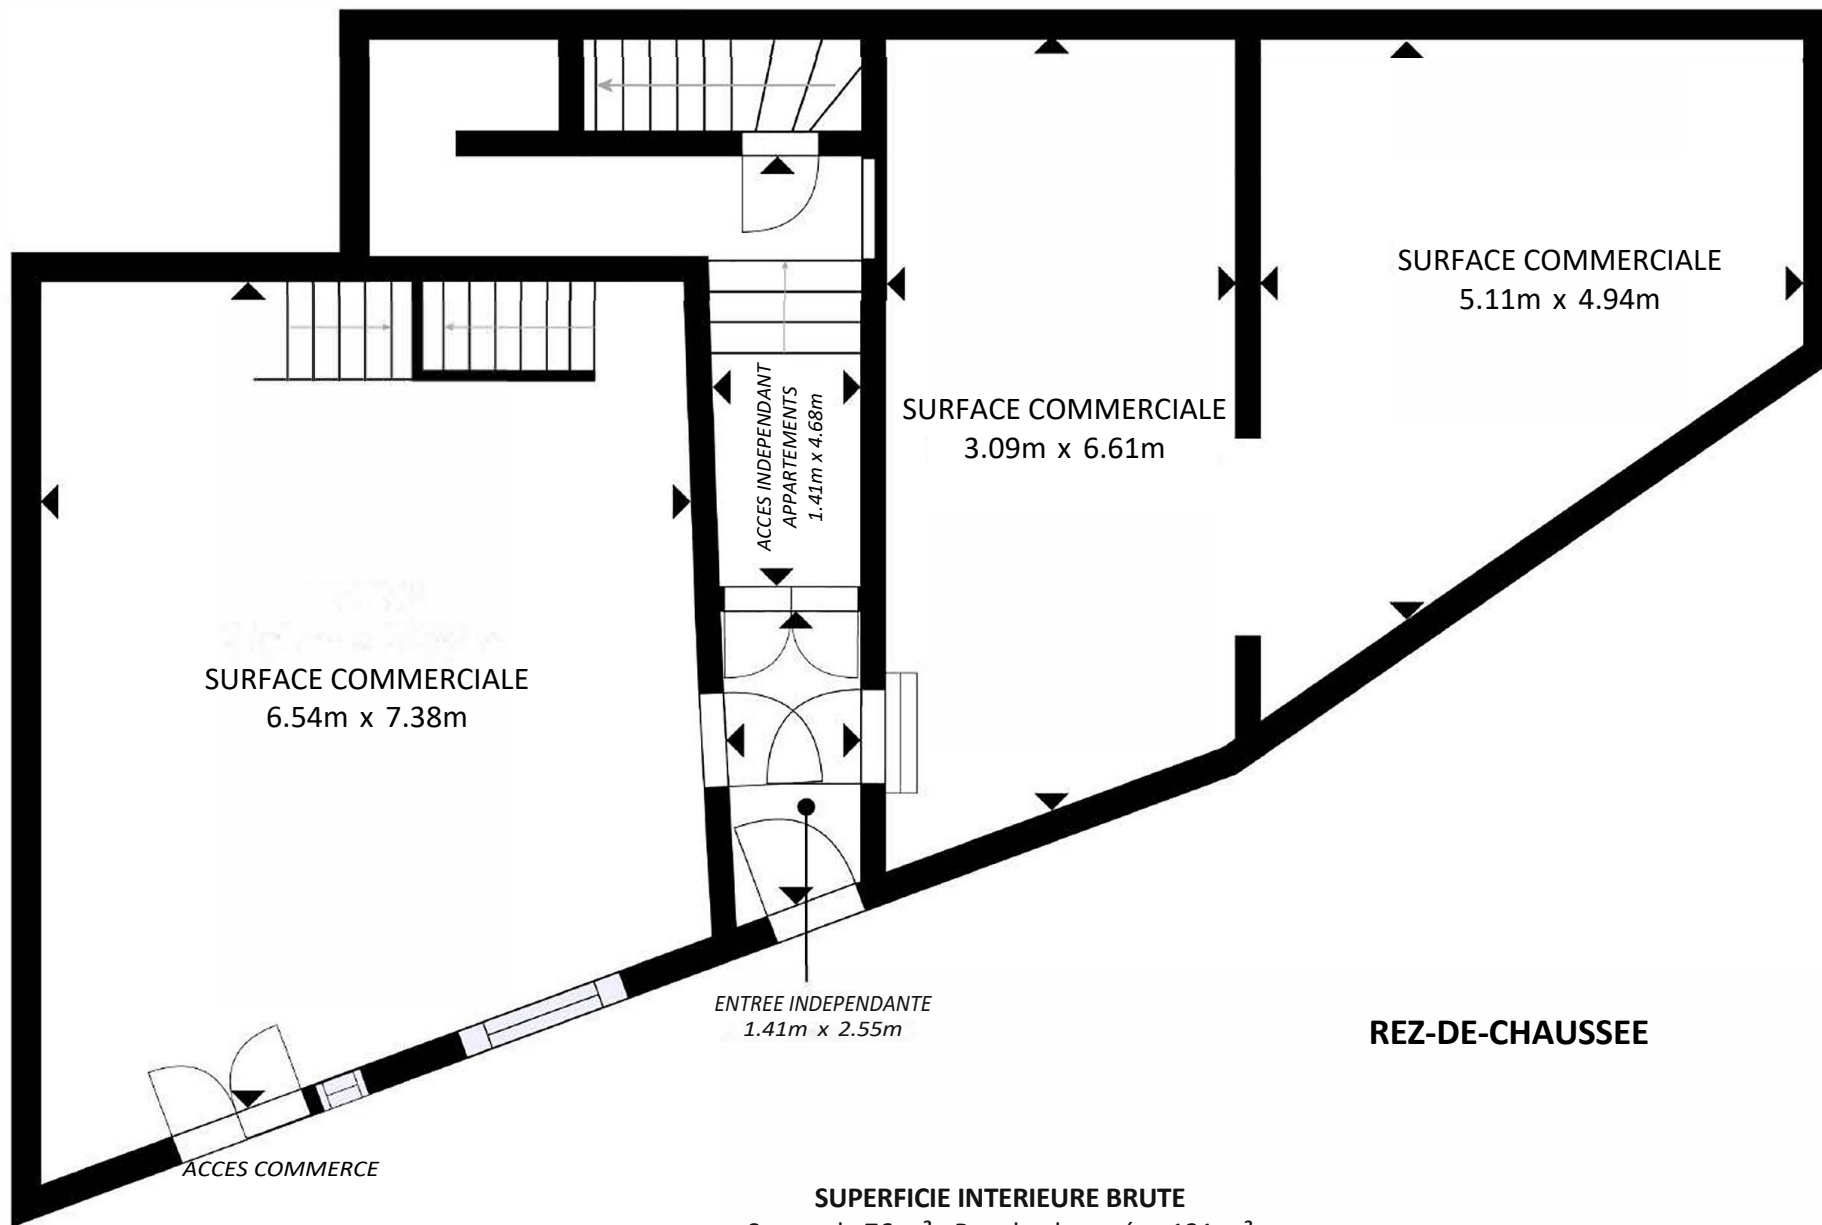 SURFACE COMMERCIALE
5.11m x 4.94m
SURFACE COMMERCIALE
3.09m x 6.61m
ACCES INDEPENDANT
APPARTEMENTS
1.41m x 4.68m
SURFACE COMMERCIALE
6.54m x 7.38m
ENTREE INDEPENDANTE
1.41m x 2.55m
REZ-DE-CHAUSSEE
ACCES COMMERCE
SUPERFICIE INTERIEURE BRUTE